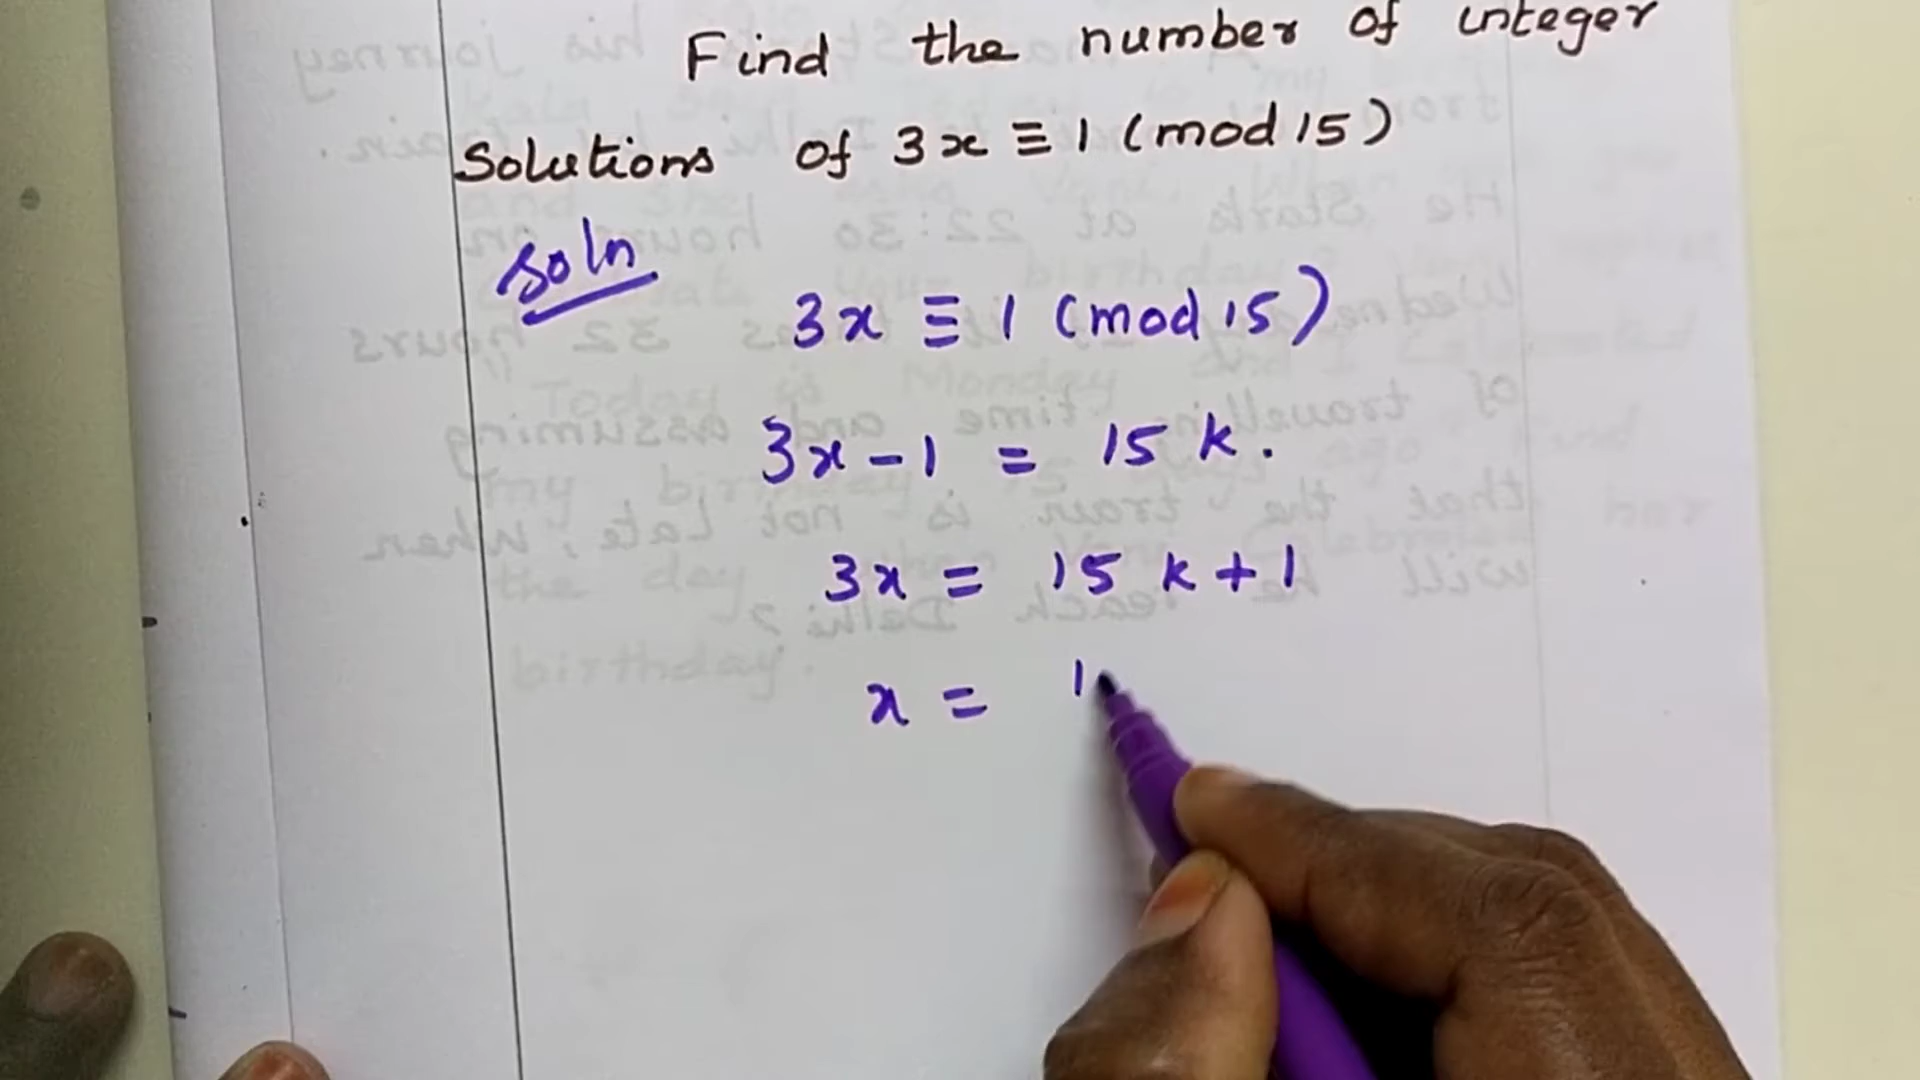 Find the number of integer
Solutions of 3x ≡ 1 (mod 15)
Soln
3x ≡ 1 (mod 15)
3x - 1 = 15 k.
3x = 15 k + 1
x = 1